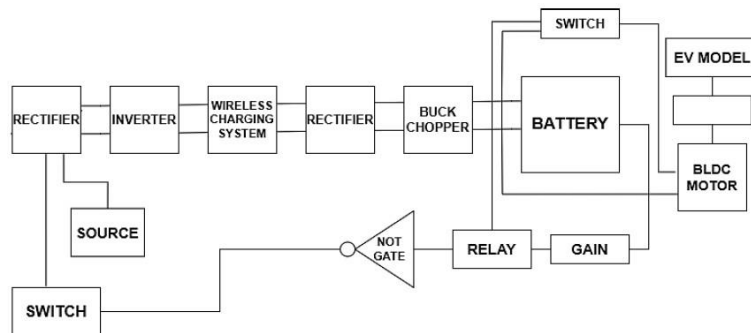 SWITCH
EV MODEL
RECTIFIER
INVERTER
WIRELESS
CHARGING
SYSTEM
RECTIFIER
BUCK
CHOPPER
BATTERY
BLDC
MOTOR
SOURCE
NOT
GATE
RELAY
GAIN
SWITCH